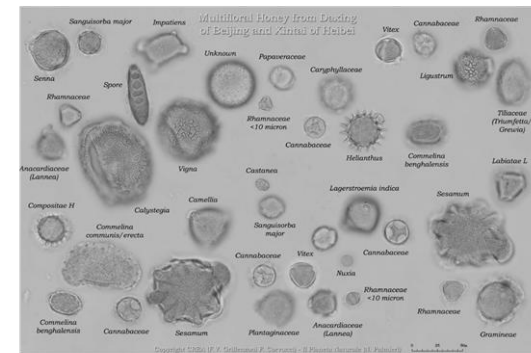 Multifloral Honey from Daxing
of Beijing and Xintai of Heibei
Sanguisorba major
Impatiens
Senna
Spore
Unknown
Papaveraceae
Rhamnaceae
<10 micron
Caryphyllaceae
Cannabaceae
Vitex
Cannabaceae
Rhamnaceae
Ligustrum
Tiliaceae
(Triumfetta/
Grewia)
Rhamnaceae
Anacardiaceae
(Lannea)
Vigna
Helianthus
Commelina
benghalensis
Labiatae L
Calystegia
Castanea
Compositae H
Commelina
communis/erecta
Camellia
Sanguisorba
major
Lagerstroemia indica
Cannabaceae
Sesamum
Cannabaceae
Vitex
Nuxia
Rhamnaceae
<10 micron
Commelina
benghalensis
Cannabaceae
Sesamum
Plantaginaceae
Anacardiaceae
(Lannea)
Rhamnaceae
Gramineae